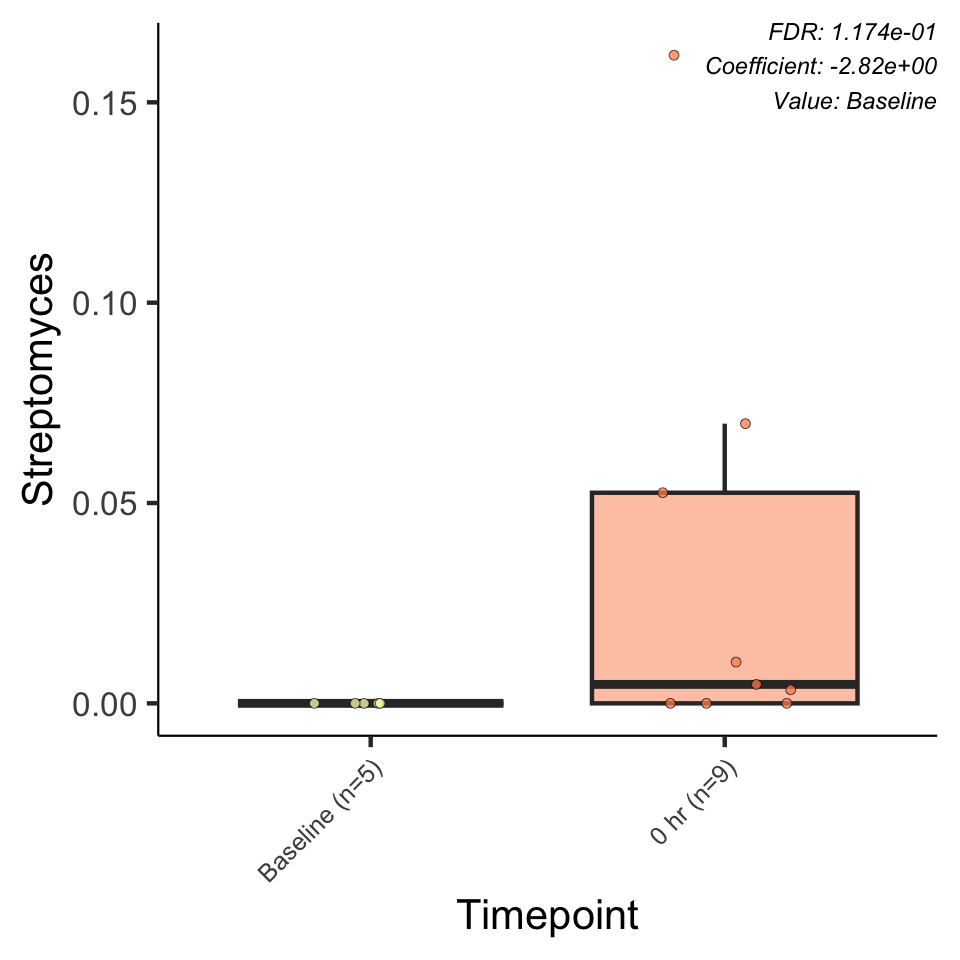 FDR: 1.174e-01
Coefficient: -2.82e+00
Value: Baseline
0.15
0.10
0.05
0.00
Streptomyces
Baseline (n=5)
0 hr (n=9)
Timepoint